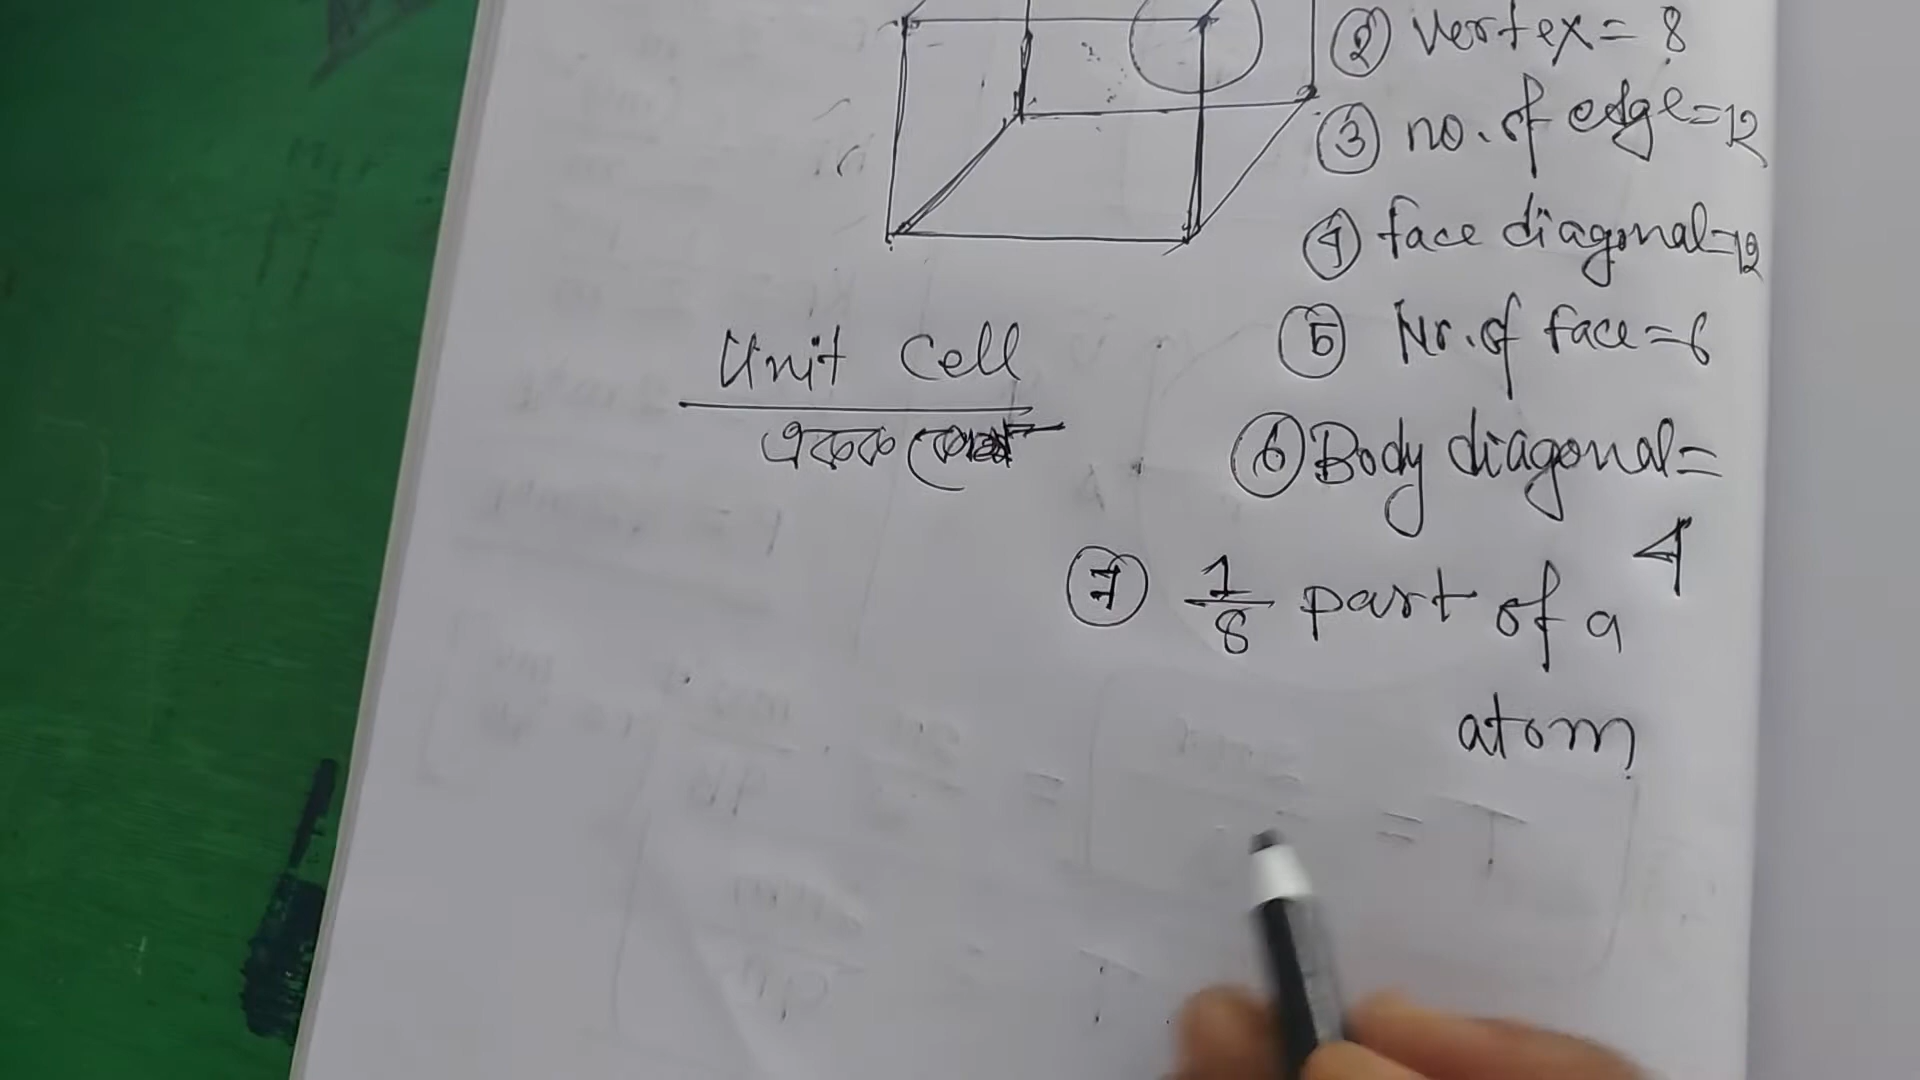 ② Vertex = 8
③ no. of edge = 12
④ face diagonal = 12
⑤ Nr. of face = 6
Unit Cell
একক
⑥ Body diagonal =
4
⑦ 1/8 part of a
atom